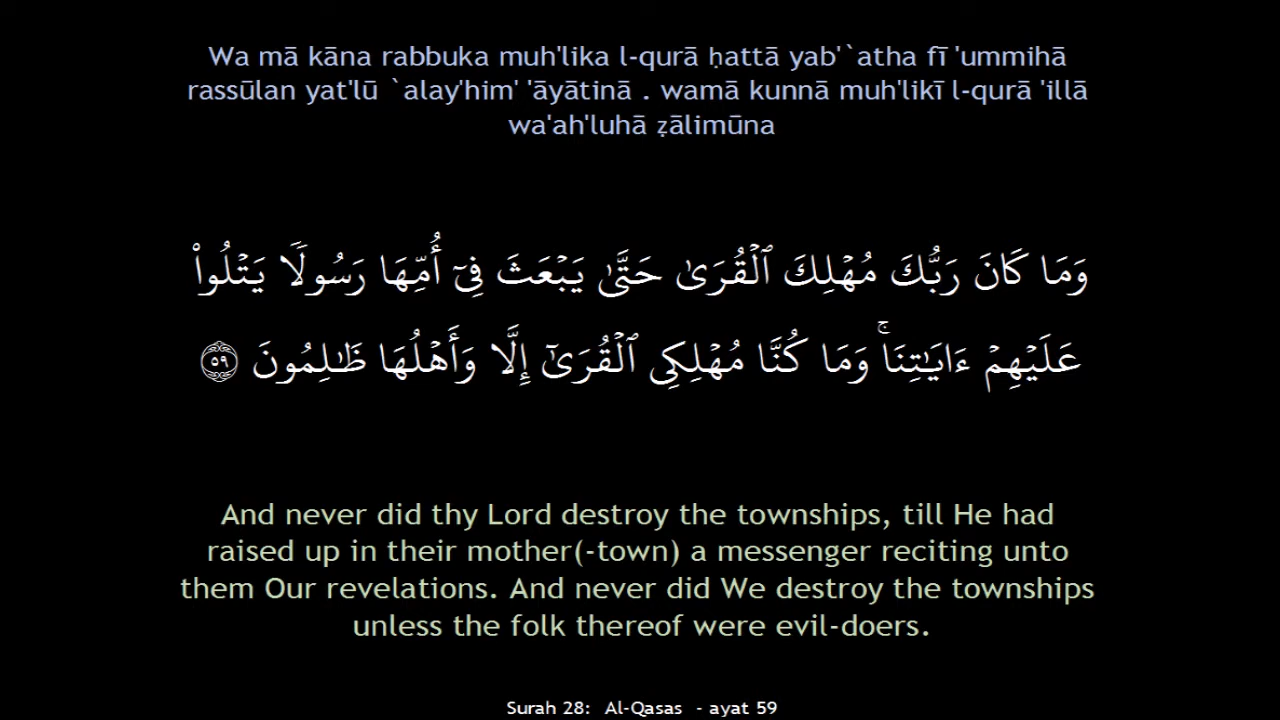 Wa mā kāna rabbuka muh'lika l-qurā ḥattā yab'`atha fī 'ummihā
rassūlan yat'lū `alay'him' 'āyātinā . wamā kunnā muh'likī l-qurā 'illā
wa'ah'luhā ẓālimūna
وَمَا كَانَ رَبُّكَ مُهْلِكَ ٱلْقُرَىٰ حَتَّىٰ يَبْعَثَ فِىٓ أُمِّهَا رَسُولًا يَتْلُوا۟
عَلَيْهِمْ ءَايَـٰتِنَا ۚ وَمَا كُنَّا مُهْلِكِى ٱلْقُرَىٰٓ إِلَّا وَأَهْلُهَا ظَـٰلِمُونَ ٥٩
And never did thy Lord destroy the townships, till He had
raised up in their mother(-town) a messenger reciting unto
them Our revelations. And never did We destroy the townships
unless the folk thereof were evil-doers.
Surah 28: Al-Qasas - ayat 59